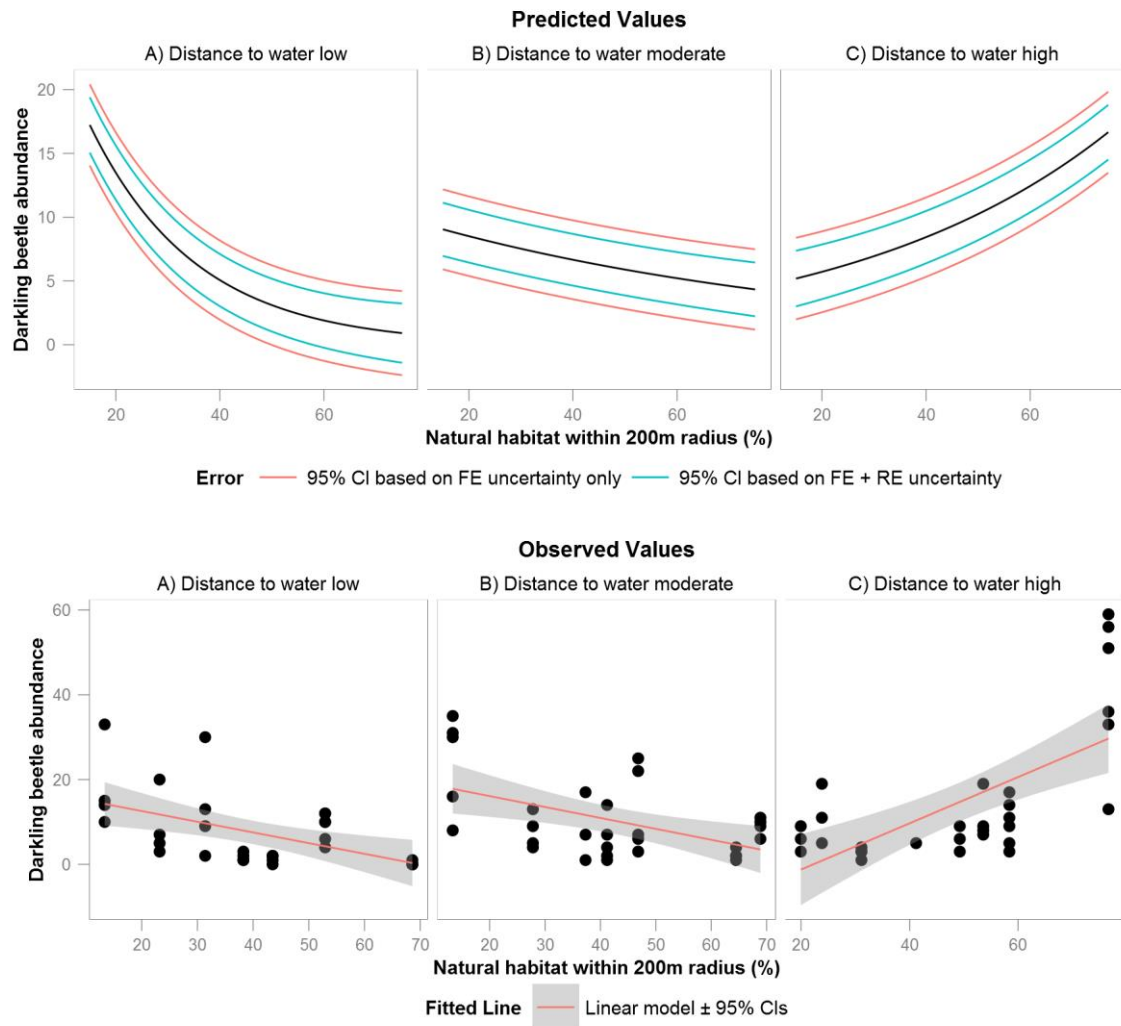 Predicted Values
A) Distance to water low
B) Distance to water moderate
C) Distance to water high
Darkling beetle abundance
20
15
10
5
0
20 40 60
20 40 60
20 40 60
Natural habitat within 200m radius (%)
Error 95% CI based on FE uncertainty only 95% CI based on FE + RE uncertainty
Observed Values
A) Distance to water low
B) Distance to water moderate
C) Distance to water high
Darkling beetle abundance
60
40
20
0
20 30 40 50 60 70
20 30 40 50 60 70
20 40 60
Natural habitat within 200m radius (%)
Fitted Line Linear model ± 95% CIs